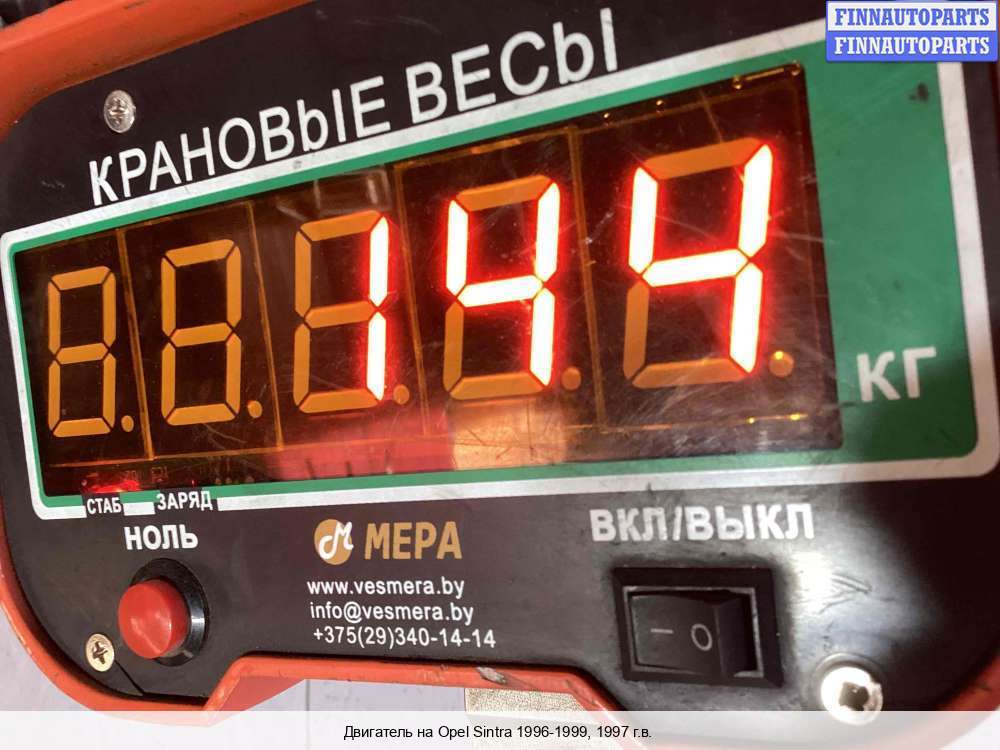 FINNAUTOPARTS
FINNAUTOPARTS
КРАНОВЫЕ ВЕСЫ
144
КГ
СТАБ ЗАРЯД
НОЛЬ
ВКЛ/ВЫКЛ
М МЕРА
www.vesmera.by
info@vesmera.by
+375(29)340-14-14
Двигатель на Opel Sintra 1996-1999, 1997 г.в.